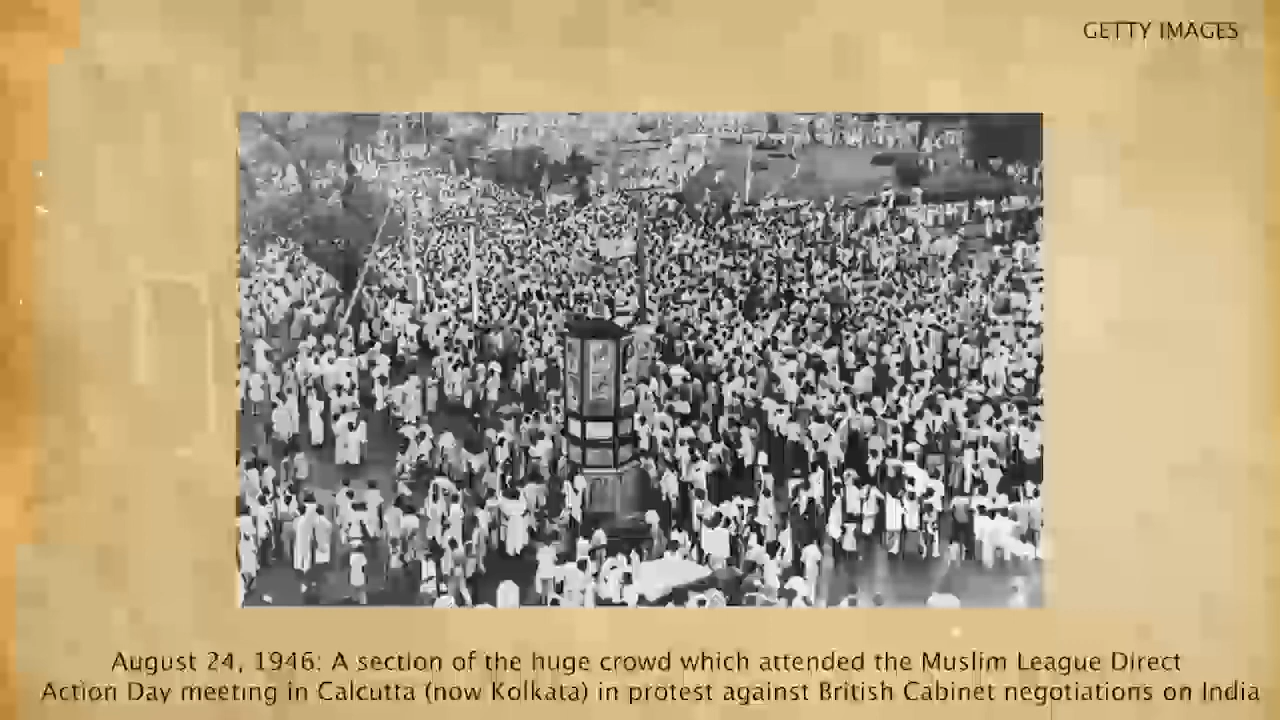 GETTY IMAGES
August 24, 1946: A section of the huge crowd which attended the Muslim League Direct
Action Day meeting in Calcutta (now Kolkata) in protest against British Cabinet negotiations on India